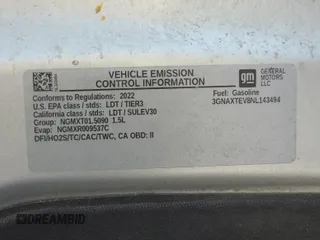 VEHICLE EMISSION
CONTROL INFORMATION
gm
GENERAL
MOTORS
LLC
Conforms to Regulations: 2022
U.S. EPA class / stds: LDT / TIER3
California class / stds: LDT / SULEV30
Group: NGMXT01.5090 1.5L
Evap: NGMXR009537C
DFI/HO2S/TC/CAC/TWC, CA OBD: II
Fuel: Gasoline
3GNAXTEV8NL143494
DREAMBID